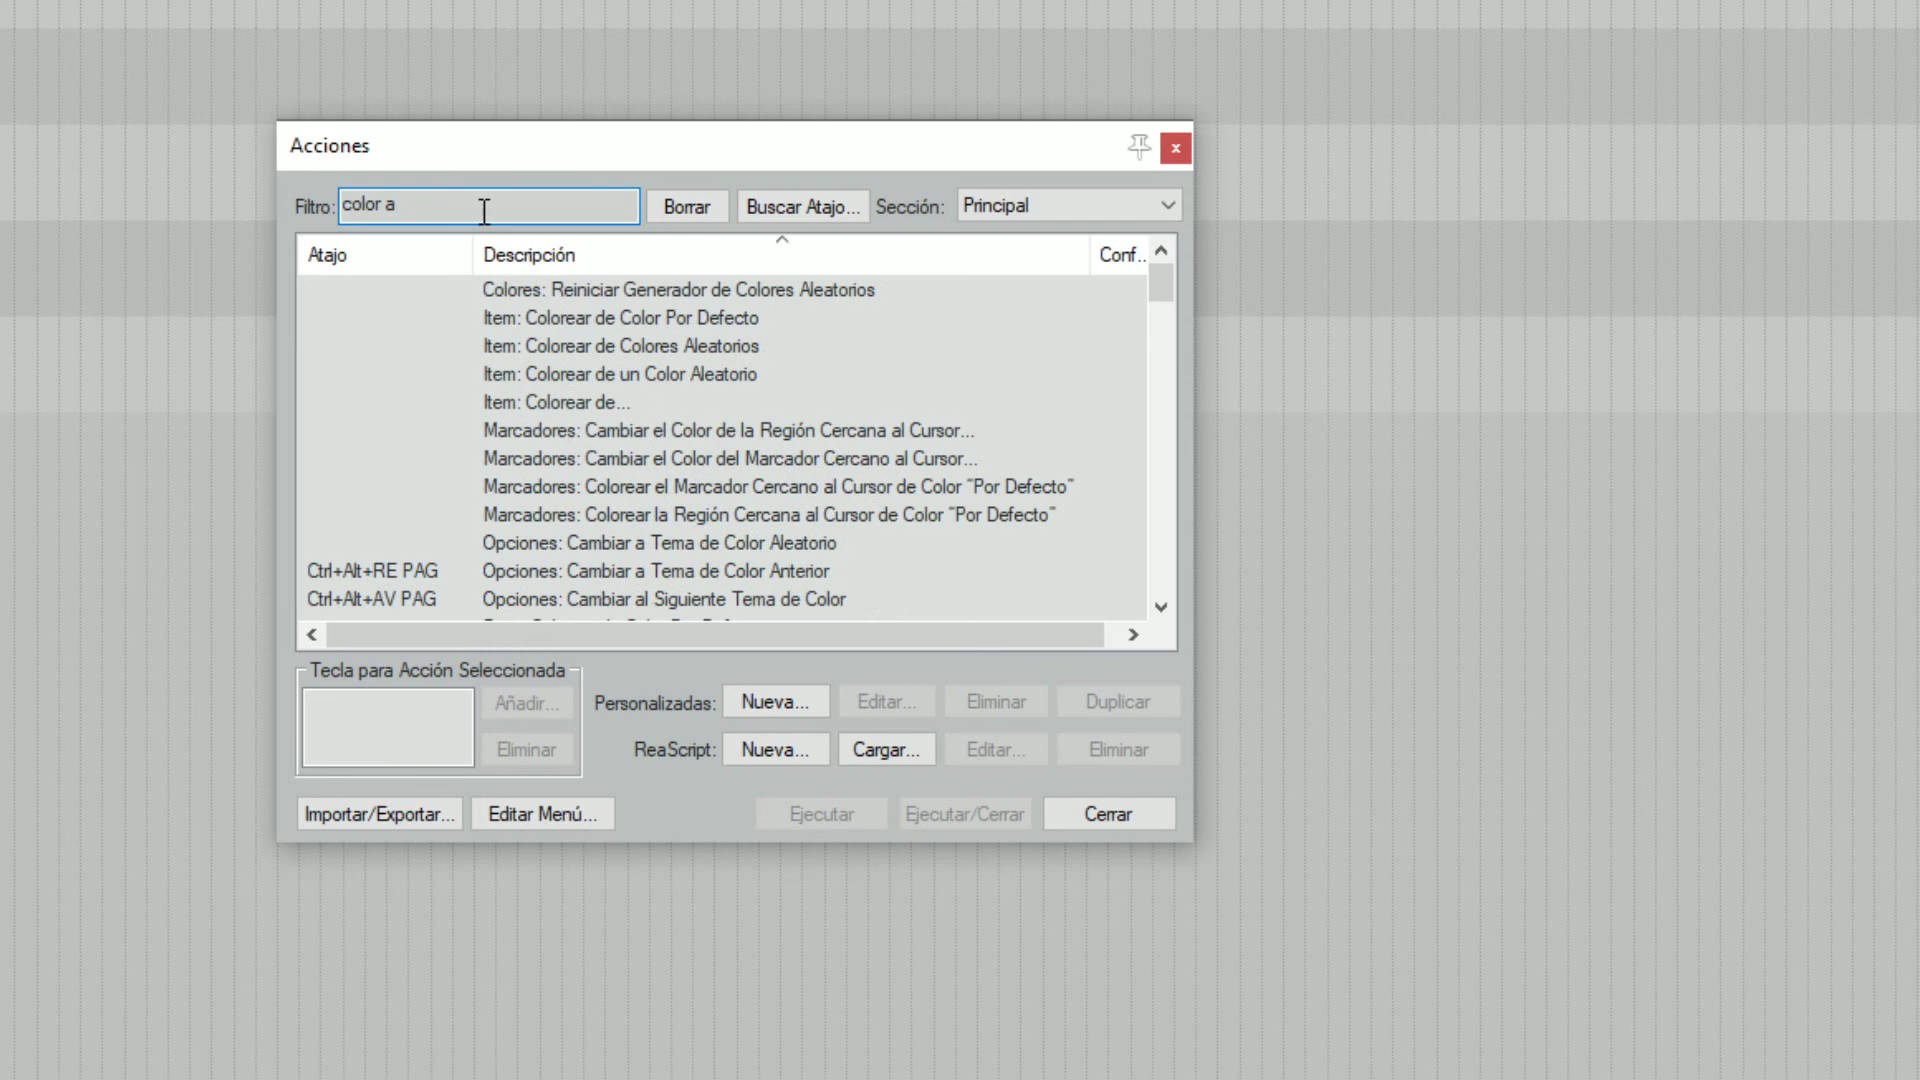 Acciones
x
Filtro: color a Borrar Buscar Atajo... Sección: Principal
Atajo Descripción Conf...
Colores: Reiniciar Generador de Colores Aleatorios
Item: Colorear de Color Por Defecto
Item: Colorear de Colores Aleatorios
Item: Colorear de un Color Aleatorio
Item: Colorear de...
Marcadores: Cambiar el Color de la Región Cercana al Cursor...
Marcadores: Cambiar el Color del Marcador Cercano al Cursor...
Marcadores: Colorear el Marcador Cercano al Cursor de Color "Por Defecto"
Marcadores: Colorear la Región Cercana al Cursor de Color "Por Defecto"
Opciones: Cambiar a Tema de Color Aleatorio
Ctrl+Alt+RE PAG Opciones: Cambiar a Tema de Color Anterior
Ctrl+Alt+AV PAG Opciones: Cambiar al Siguiente Tema de Color
Tecla para Acción Seleccionada
Añadir... Personalizadas: Nueva... Editar... Eliminar Duplicar
Eliminar ReaScript: Nueva... Cargar... Editar... Eliminar
Importar/Exportar... Editar Menú... Ejecutar Ejecutar/Cerrar Cerrar